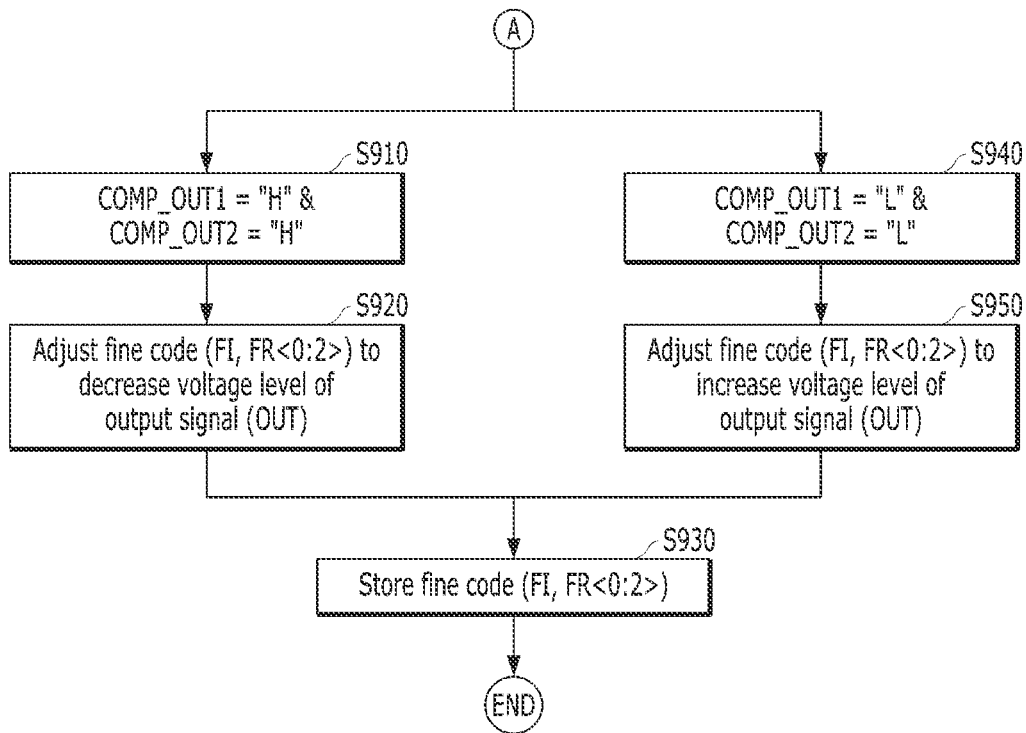 A
S910
COMP_OUT1 = "H" &
COMP_OUT2 = "H"
S940
COMP_OUT1 = "L" &
COMP_OUT2 = "L"
S920
Adjust fine code (FI, FR<0:2>) to
decrease voltage level of
output signal (OUT)
S950
Adjust fine code (FI, FR<0:2>) to
increase voltage level of
output signal (OUT)
S930
Store fine code (FI, FR<0:2>)
END